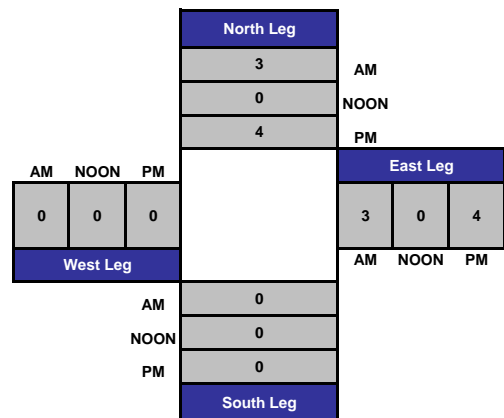 North Leg
3 AM
0 NOON
4 PM
AM NOON PM
East Leg
0 0 0
3 0 4
West Leg
AM NOON PM
AM 0
NOON 0
PM 0
South Leg